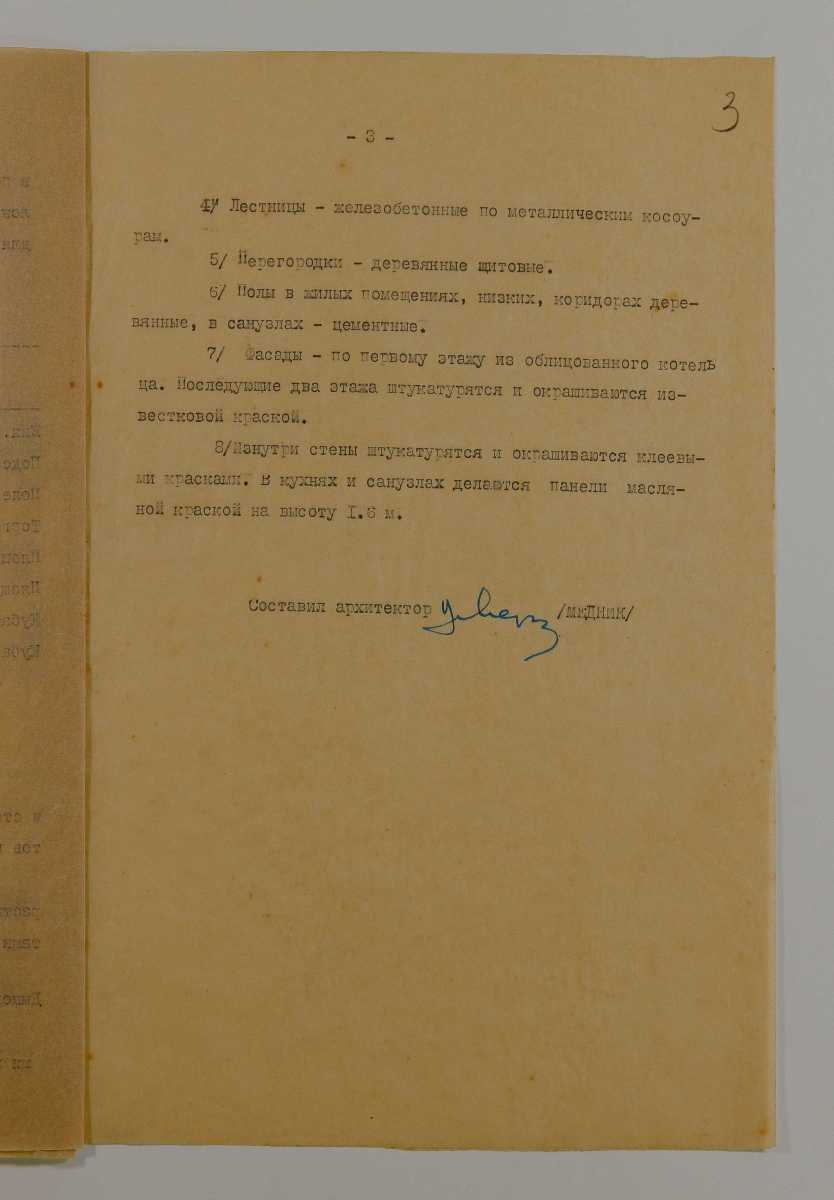 3
- 3 -
4/ Лестницы - железобетонные по металлическим косоу-
рам.
5/ Перегородки - деревянные щитовые.
6/ Полы в жилых помещениях, низких, коридорах дере-
вянные, в санузлах - цементные.
7/ Фасады - по первому этажу из облицованного котель
ца. Последующие два этажа штукатурятся и окрашиваются из-
вестковой краской.
8/Изнутри стены штукатурятся и окрашиваются клеевы-
ми красками. В кухнях и санузлах делаются панели масля-
ной краской на высоту I.6 м.
Составил архитектор /МЕДНИК/